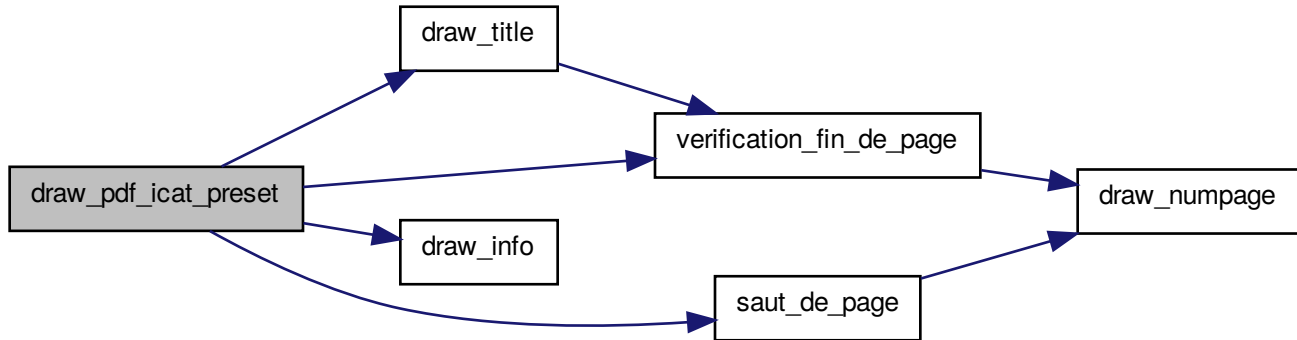 draw_title
verification_fin_de_page
draw_pdf_icat_preset
draw_numpage
draw_info
saut_de_page